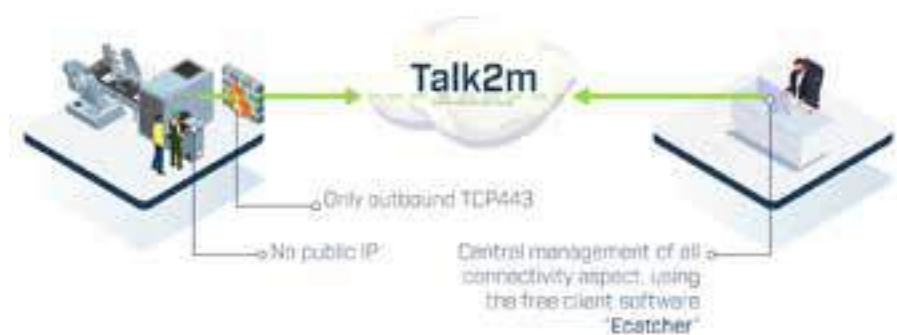 Talk2m
Only outbound TCP443
No public IP
Central management of all
connectivity aspect, using
the free client software
"Ecatcher"